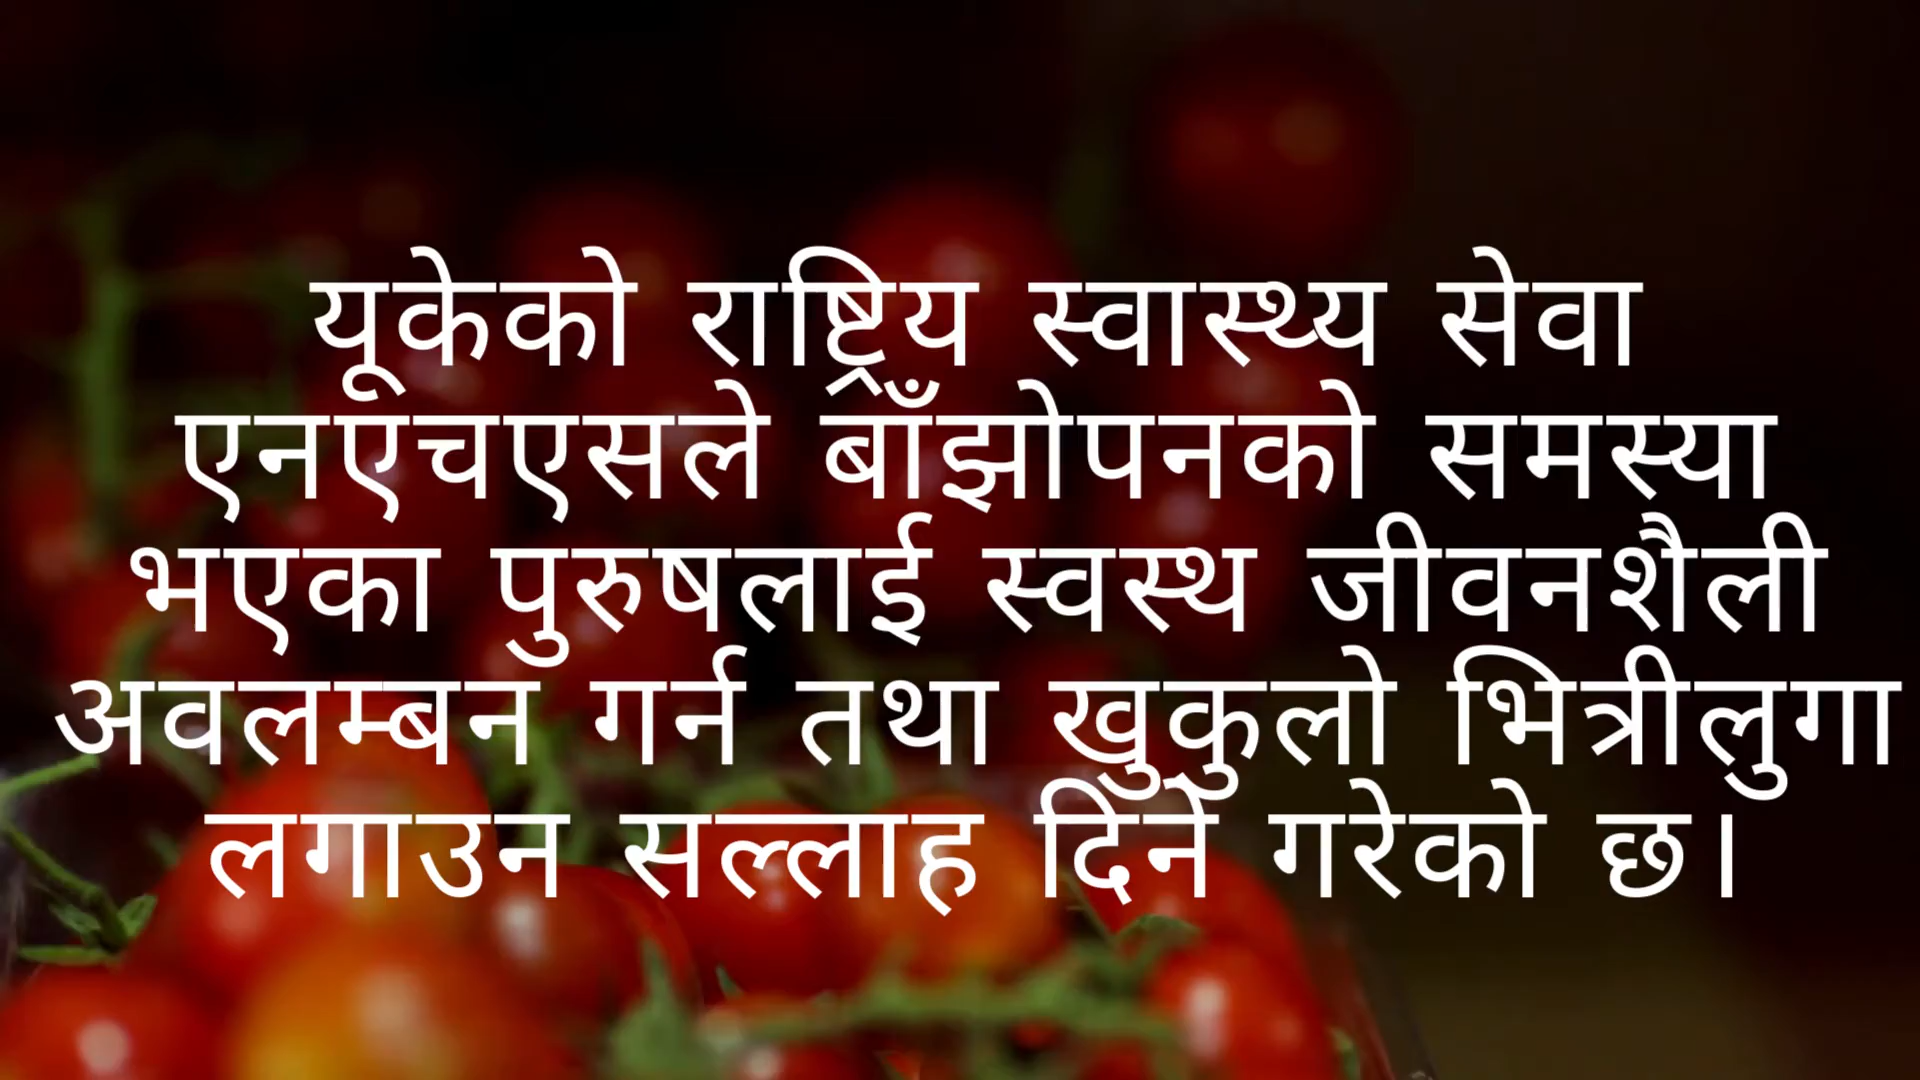 यूकेको राष्ट्रिय स्वास्थ्य सेवा
एनएचएसले बाँझोपनको समस्या
भएका पुरुषलाई स्वस्थ जीवनशैली
अवलम्बन गर्न तथा खुकुलो भित्रीलुगा
लगाउन सल्लाह दिने गरेको छ।